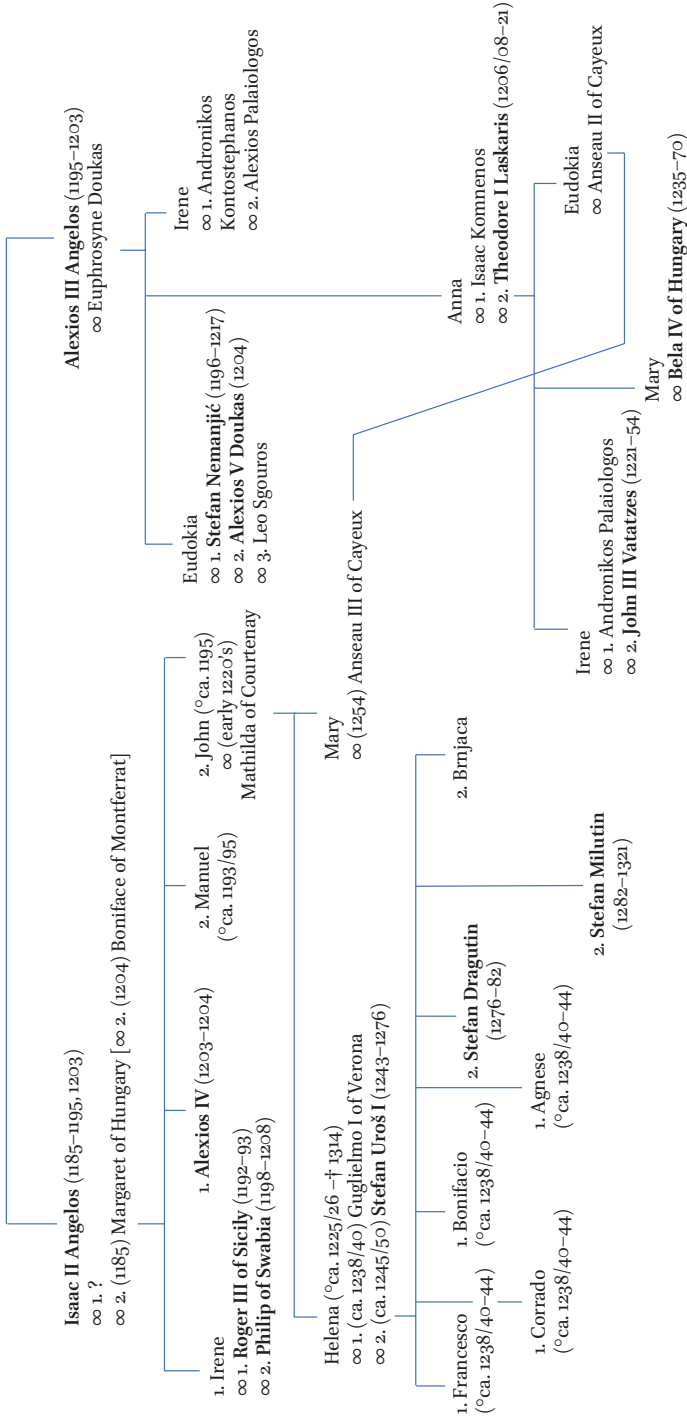 Isaac II Angelos (1185–1195, 1203)
∞ 1. ?
∞ 2. (1185) Margaret of Hungary [∞ 2. (1204) Boniface of Montferrat]
Alexios III Angelos (1195–1203)
∞ Euphrosyne Doukas
1. Irene
∞ 1. Roger III of Sicily (1192–93)
∞ 2. Philip of Swabia (1198–1208)
1. Alexios IV (1203–1204)
2. Manuel
(°ca. 1193/95)
2. John (°ca. 1195)
∞ (early 1220's)
Mathilda of Courtenay
Eudokia
∞ 1. Stefan Nemanjić (1196–1217)
∞ 2. Alexios V Doukas (1204)
∞ 3. Leo Sgouros
Irene
∞ 1. Andronikos
Kontostephanos
∞ 2. Alexios Palaiologos
Helena (°ca. 1225/26 –† 1314)
∞ 1. (ca. 1238/40) Guglielmo I of Verona
∞ 2. (ca. 1245/50) Stefan Uroš I (1243–1276)
Mary
∞ (1254) Anseau III of Cayeux
Anna
∞ 1. Isaac Komnenos
∞ 2. Theodore I Laskaris (1206/08–21)
1. Francesco
(°ca. 1238/40–44)
1. Corrado
(°ca. 1238/40–44)
1. Bonifacio
(°ca. 1238/40–44)
1. Agnese
(°ca. 1238/40–44)
2. Stefan Dragutin
(1276–82)
2. Stefan Milutin
(1282–1321)
2. Brnjaca
Irene
∞ 1. Andronikos Palaiologos
∞ 2. John III Vatatzes (1221–54)
Mary
∞ Bela IV of Hungary (1235–70)
Eudokia
∞ Anseau II of Cayeux